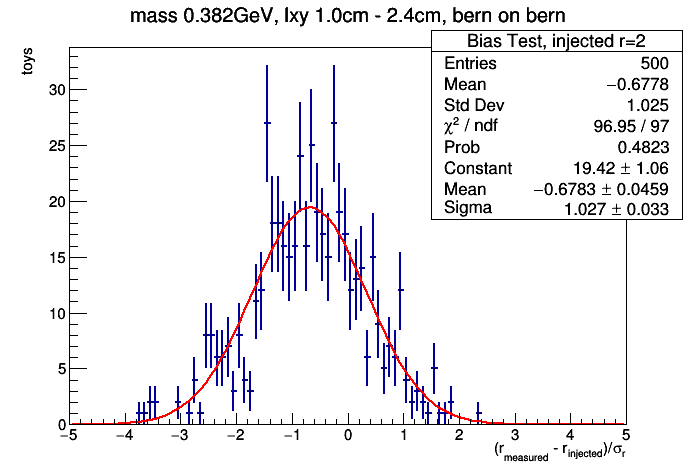 mass 0.382GeV, lxy 1.0cm - 2.4cm, bern on bern
Bias Test, injected r=2
Entries 500
Mean −0.6778
Std Dev 1.025
χ² / ndf 96.95 / 97
Prob 0.4823
Constant 19.42 ± 1.06
Mean −0.6783 ± 0.0459
Sigma 1.027 ± 0.033
toys
30
25
20
15
10
5
0
−5 −4 −3 −2 −1 0 1 2 3 4 5
(r_measured - r_injected)/σ_r